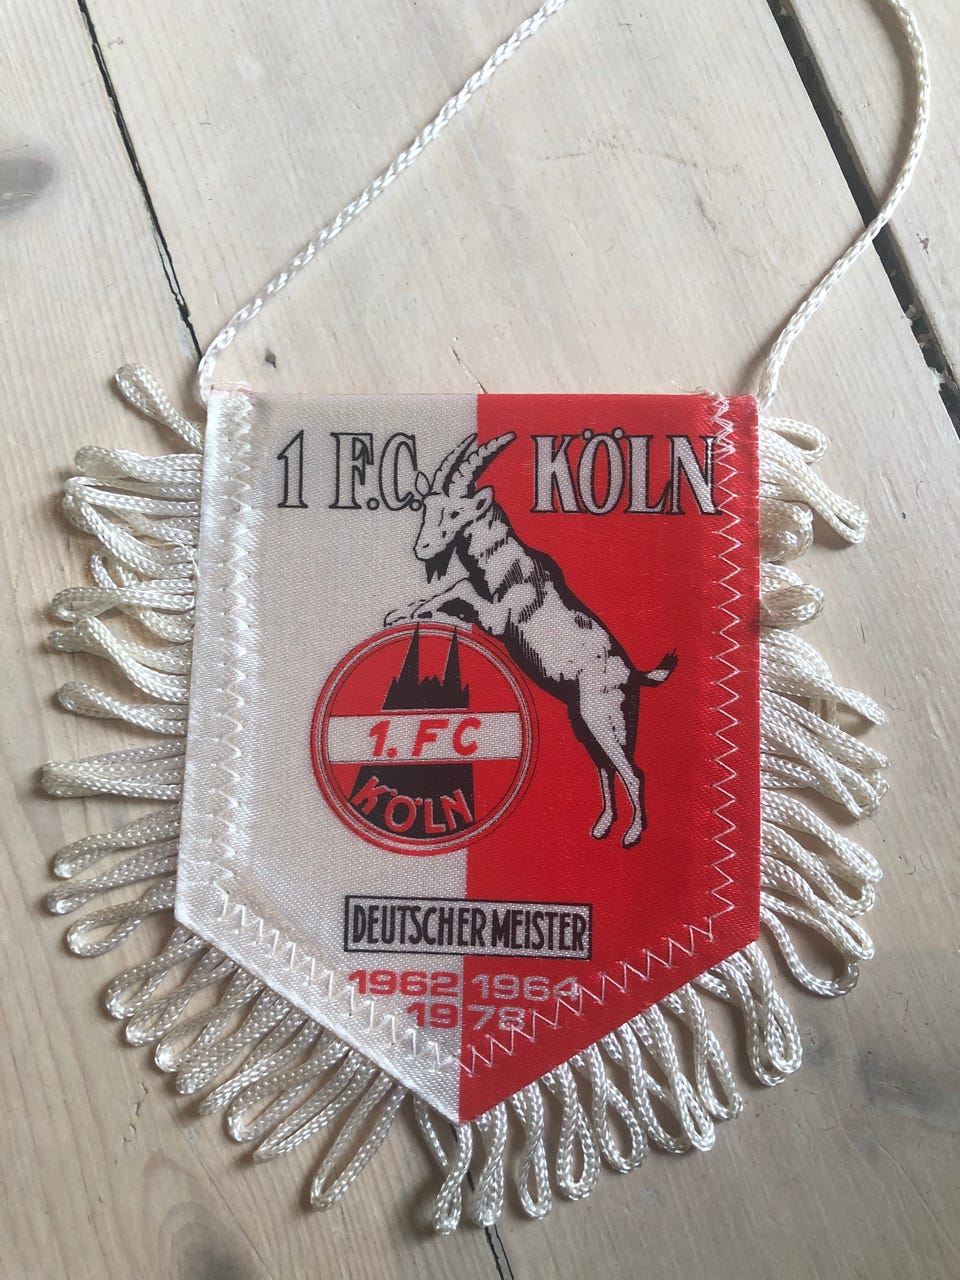 1 F.C. KÖLN
1. FC
KÖLN
DEUTSCHER MEISTER
1962 1964
1978